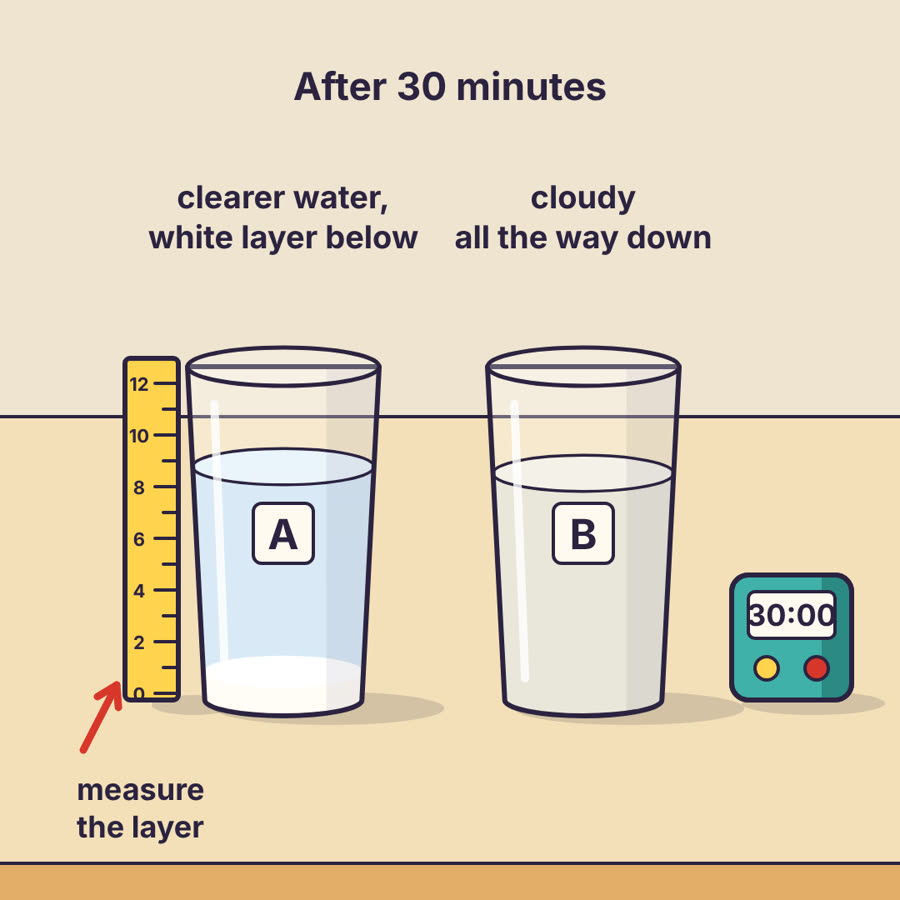 After 30 minutes
clearer water,
white layer below
cloudy
all the way down
12
10
8
6
4
2
0
A
B
30:00
measure
the layer